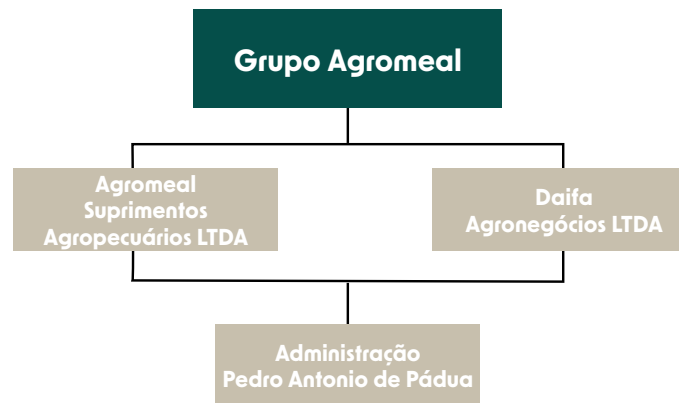 Grupo Agromeal
Agromeal
Suprimentos
Agropecuários LTDA
Daifa
Agronegócios LTDA
Administração
Pedro Antonio de Pádua